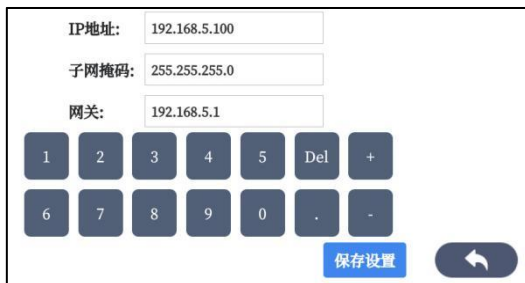 IP地址: 192.168.5.100
子网掩码: 255.255.255.0
网关: 192.168.5.1
1 2 3 4 5 Del +
6 7 8 9 0 . -
保存设置